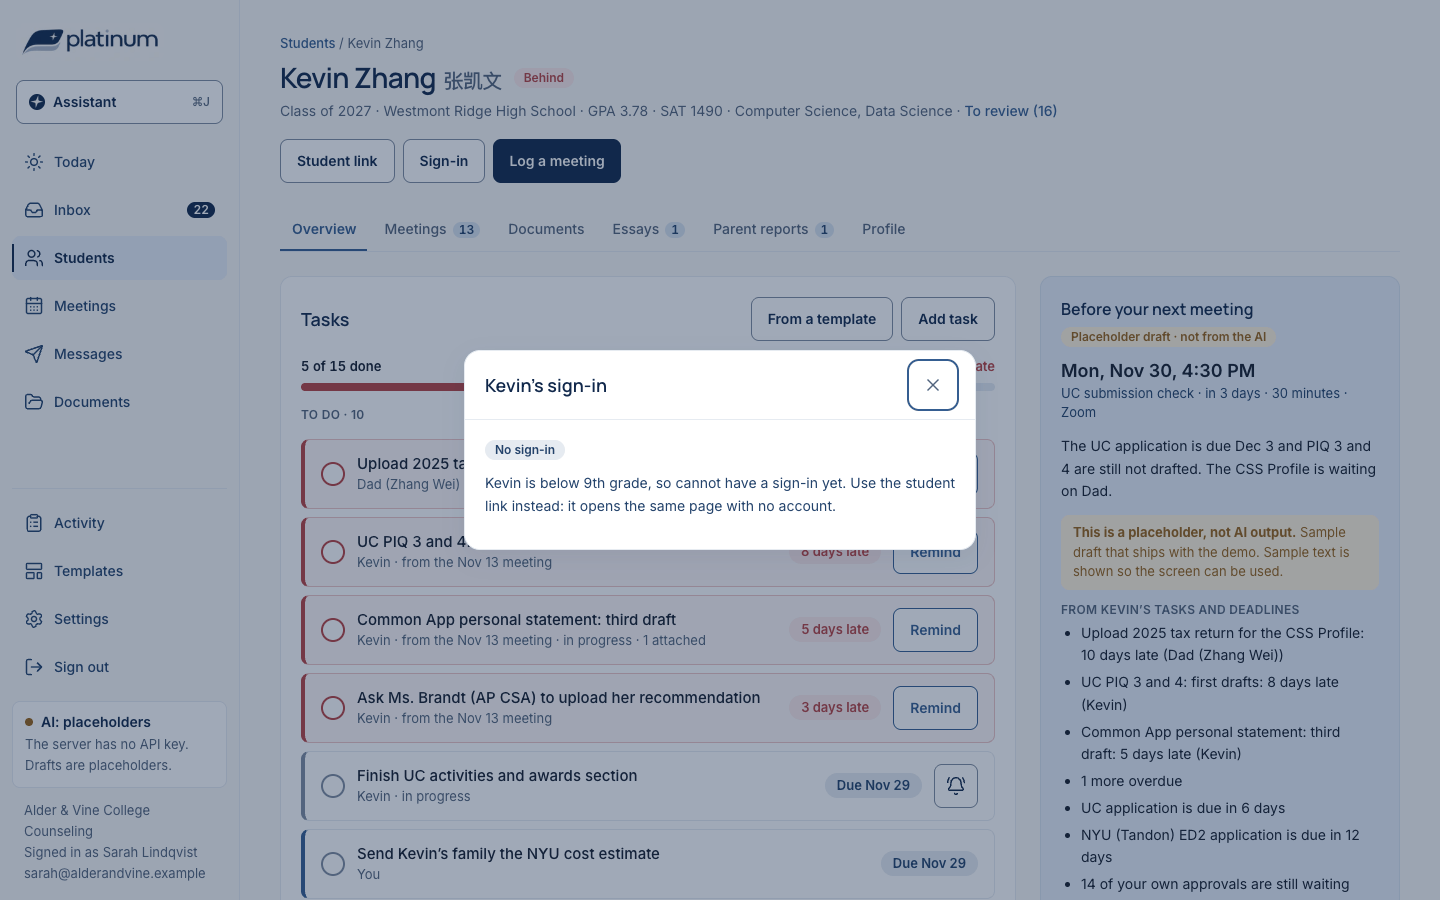 platinum
Assistant ⌘J
Today
Inbox 22
Students
Meetings
Messages
Documents
Activity
Templates
Settings
Sign out
AI: placeholders
The server has no API key.
Drafts are placeholders.
Alder & Vine College
Counseling
Signed in as Sarah Lindqvist
sarah@alderandvine.example
Students / Kevin Zhang
Kevin Zhang 张凯文 Behind
Class of 2027 · Westmont Ridge High School · GPA 3.78 · SAT 1490 · Computer Science, Data Science · To review (16)
Student link Sign-in Log a meeting
Overview Meetings 13 Documents Essays 1 Parent reports 1 Profile
Tasks From a template Add task
5 of 15 done
TO DO · 10
Upload 2025
Dad (Zhang Wei)
UC PIQ 3 and 4
Kevin · from the Nov 13 meeting
8 days late Remind
Common App personal statement: third draft
Kevin · from the Nov 13 meeting · in progress · 1 attached
5 days late Remind
Ask Ms. Brandt (AP CSA) to upload her recommendation
Kevin · from the Nov 13 meeting
3 days late Remind
Finish UC activities and awards section
Kevin · in progress
Due Nov 29
Send Kevin's family the NYU cost estimate
You
Due Nov 29
Kevin's sign-in
No sign-in
Kevin is below 9th grade, so cannot have a sign-in yet. Use the student
link instead: it opens the same page with no account.
Before your next meeting
Placeholder draft · not from the AI
Mon, Nov 30, 4:30 PM
UC submission check · in 3 days · 30 minutes ·
Zoom
The UC application is due Dec 3 and PIQ 3 and
4 are still not drafted. The CSS Profile is waiting
on Dad.
This is a placeholder, not AI output. Sample
draft that ships with the demo. Sample text is
shown so the screen can be used.
FROM KEVIN'S TASKS AND DEADLINES
• Upload 2025 tax return for the CSS Profile:
10 days late (Dad (Zhang Wei))
• UC PIQ 3 and 4: first drafts: 8 days late
(Kevin)
• Common App personal statement: third
draft: 5 days late (Kevin)
• 1 more overdue
• UC application is due in 6 days
• NYU (Tandon) ED2 application is due in 12
days
• 14 of your own approvals are still waiting